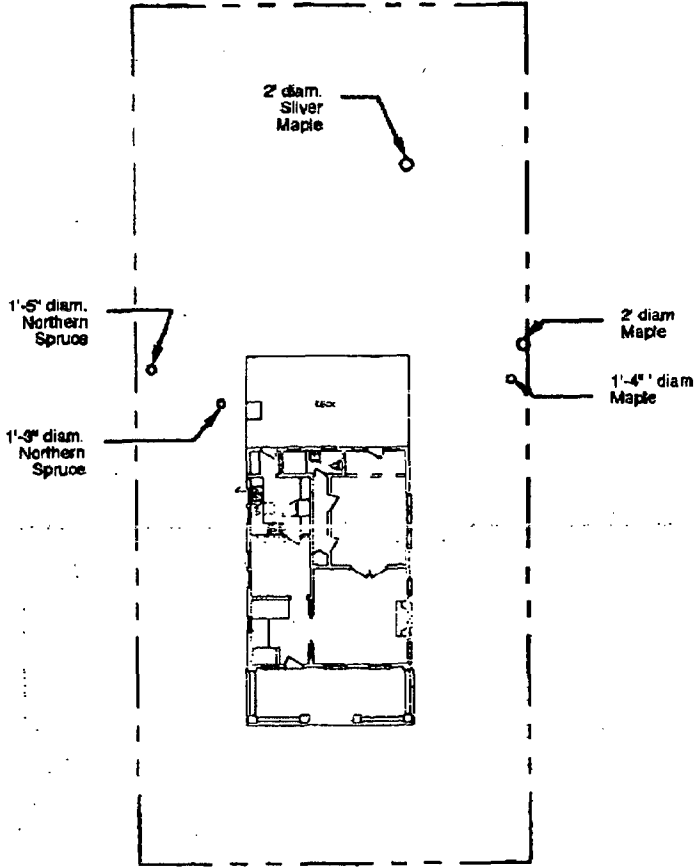 2' diam.
Silver
Maple
1'-5" diam.
Northern
Spruce
2' diam
Maple
1'-4" ' diam
Maple
1'-3" diam.
Northern
Spruce
DECK